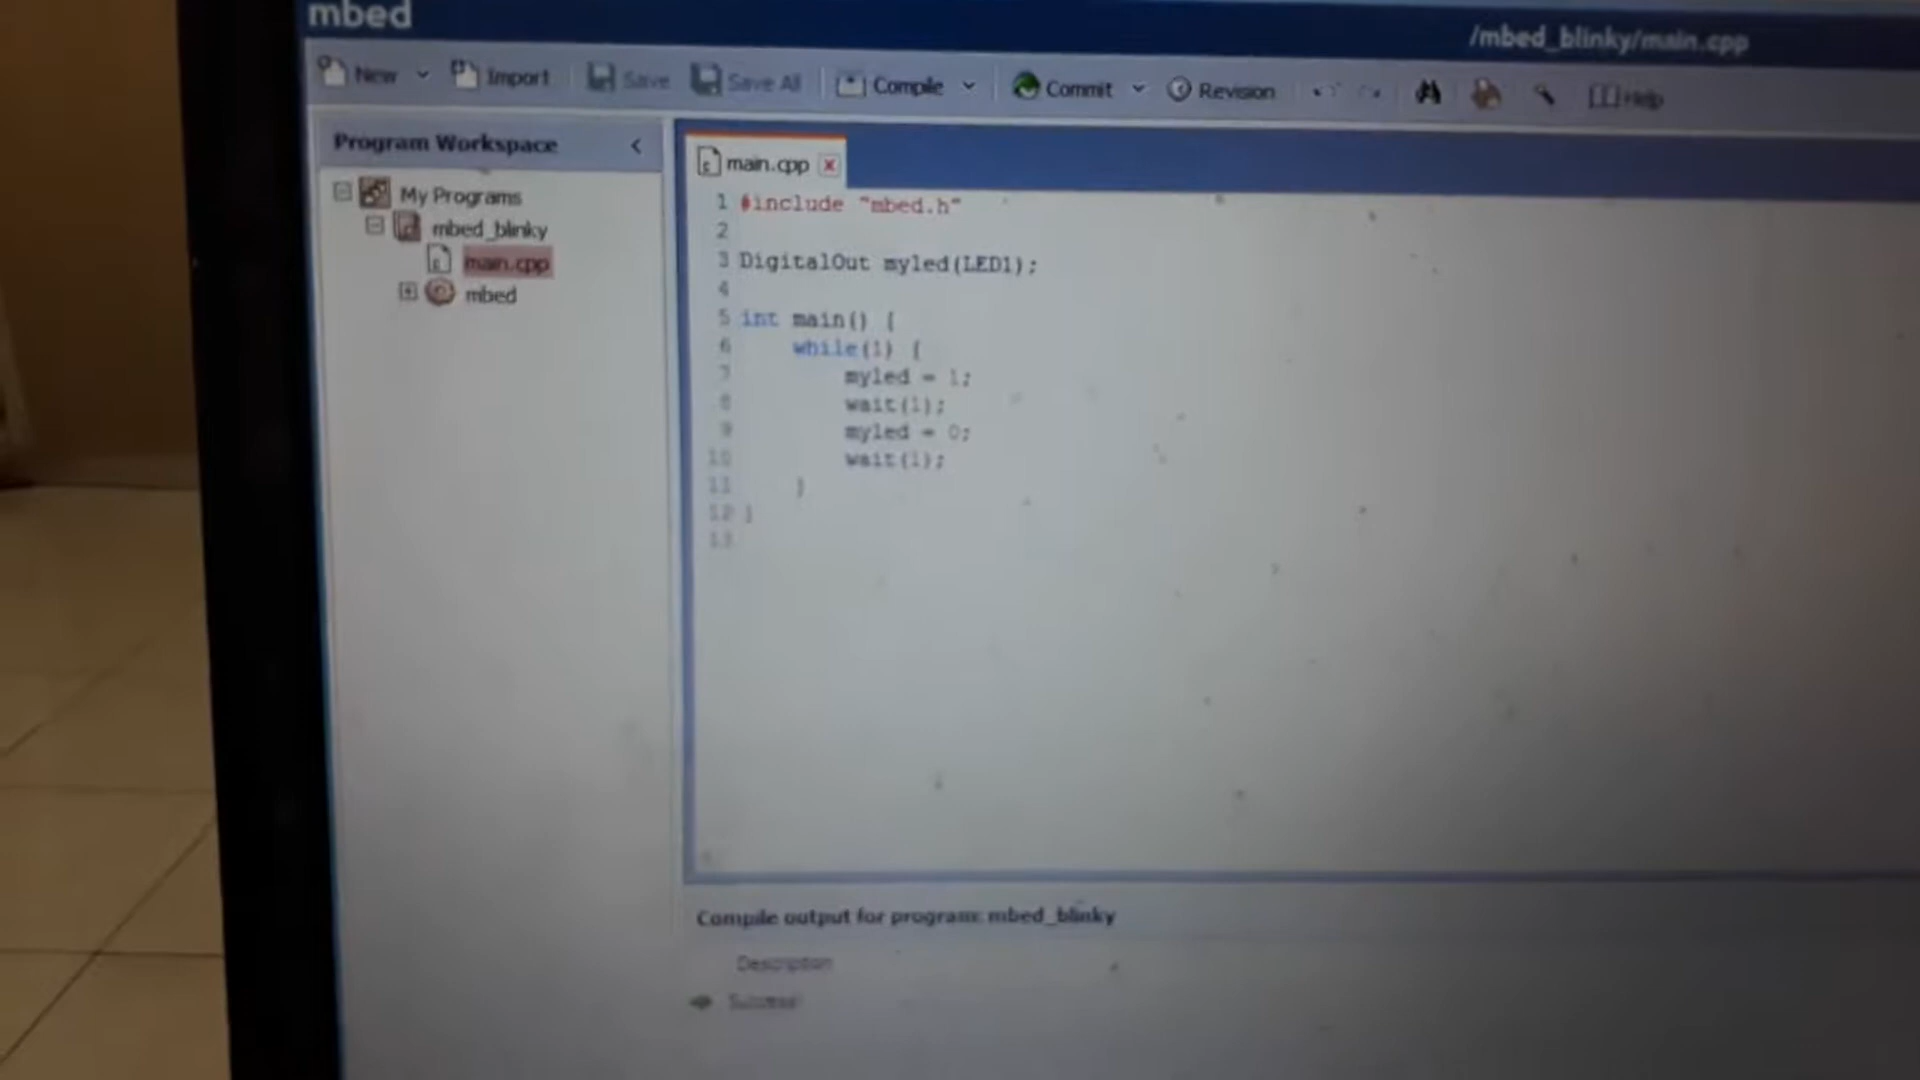 mbed
/mbed_blinky/main.cpp
New Import Save Save All Compile Commit Revision Help
Program Workspace
main.cpp
My Programs
mbed_blinky
main.cpp
mbed
1 #include "mbed.h"
2
3 DigitalOut myled(LED1);
4
5 int main() {
6 while(1) {
7 myled = 1;
8 wait(1);
9 myled = 0;
10 wait(1);
11 }
12 }
13
Compile output for program: mbed_blinky
Description
Success!